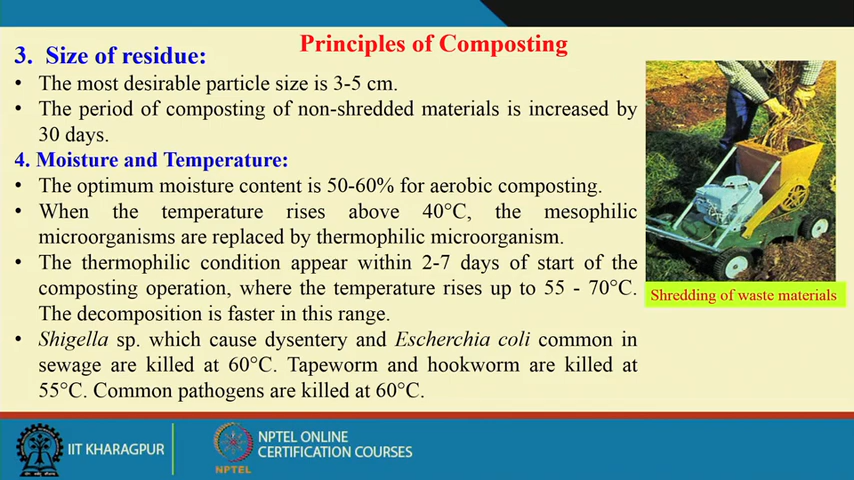 Principles of Composting
3. Size of residue:
• The most desirable particle size is 3-5 cm.
• The period of composting of non-shredded materials is increased by
30 days.
4. Moisture and Temperature:
• The optimum moisture content is 50-60% for aerobic composting.
• When the temperature rises above 40°C, the mesophilic
microorganisms are replaced by thermophilic microorganism.
• The thermophilic condition appear within 2-7 days of start of the
composting operation, where the temperature rises up to 55 - 70°C.
The decomposition is faster in this range.
• Shigella sp. which cause dysentery and Escherchia coli common in
sewage are killed at 60°C. Tapeworm and hookworm are killed at
55°C. Common pathogens are killed at 60°C.
Shredding of waste materials
IIT KHARAGPUR
NPTEL
NPTEL ONLINE
CERTIFICATION COURSES